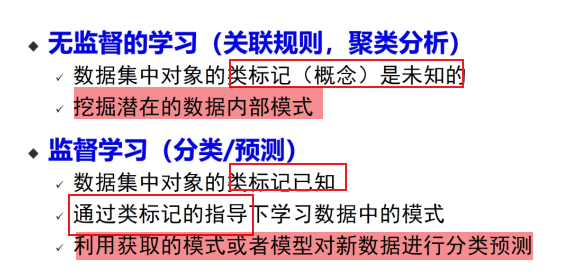 ◆ 无监督的学习（关联规则，聚类分析）
✓ 数据集中对象的类标记（概念）是未知的
✓ 挖掘潜在的数据内部模式
◆ 监督学习（分类/预测）
✓ 数据集中对象的类标记已知
✓ 通过类标记的指导下学习数据中的模式
✓ 利用获取的模式或者模型对新数据进行分类预测